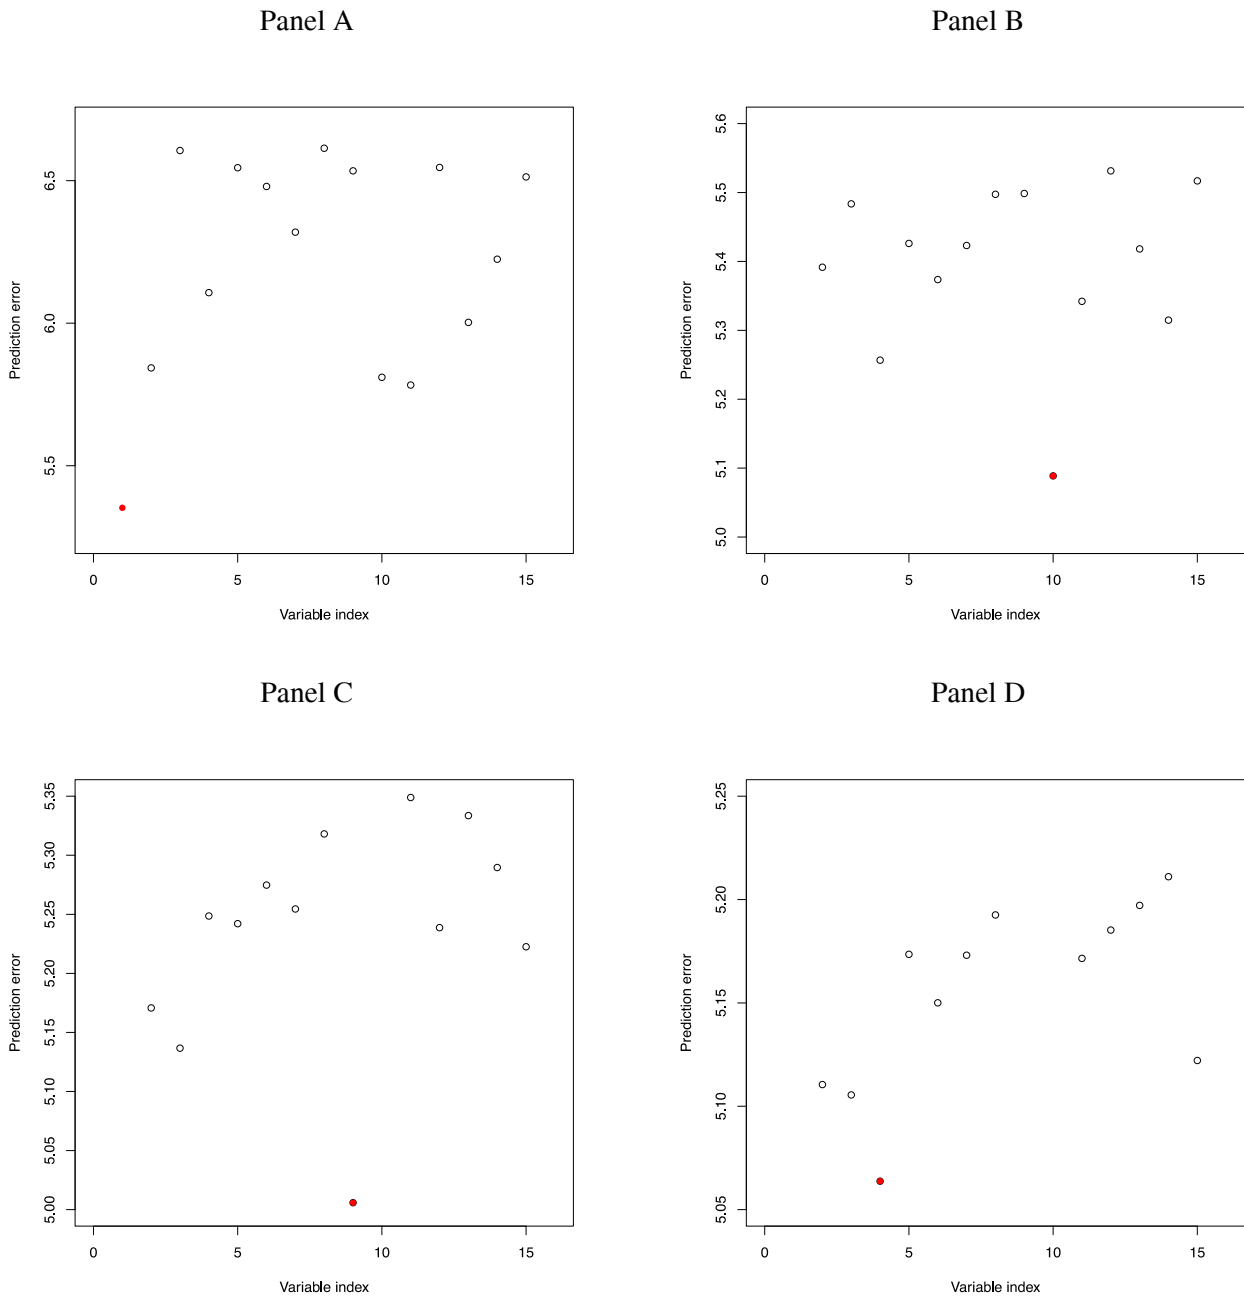 Panel A
Prediction error
6.5
6.0
5.5
0 5 10 15
Variable index
Panel B
Prediction error
5.6
5.5
5.4
5.3
5.2
5.1
5.0
0 5 10 15
Variable index
Panel C
Prediction error
5.35
5.30
5.25
5.20
5.15
5.10
5.05
5.00
0 5 10 15
Variable index
Panel D
Prediction error
5.25
5.20
5.15
5.10
5.05
0 5 10 15
Variable index